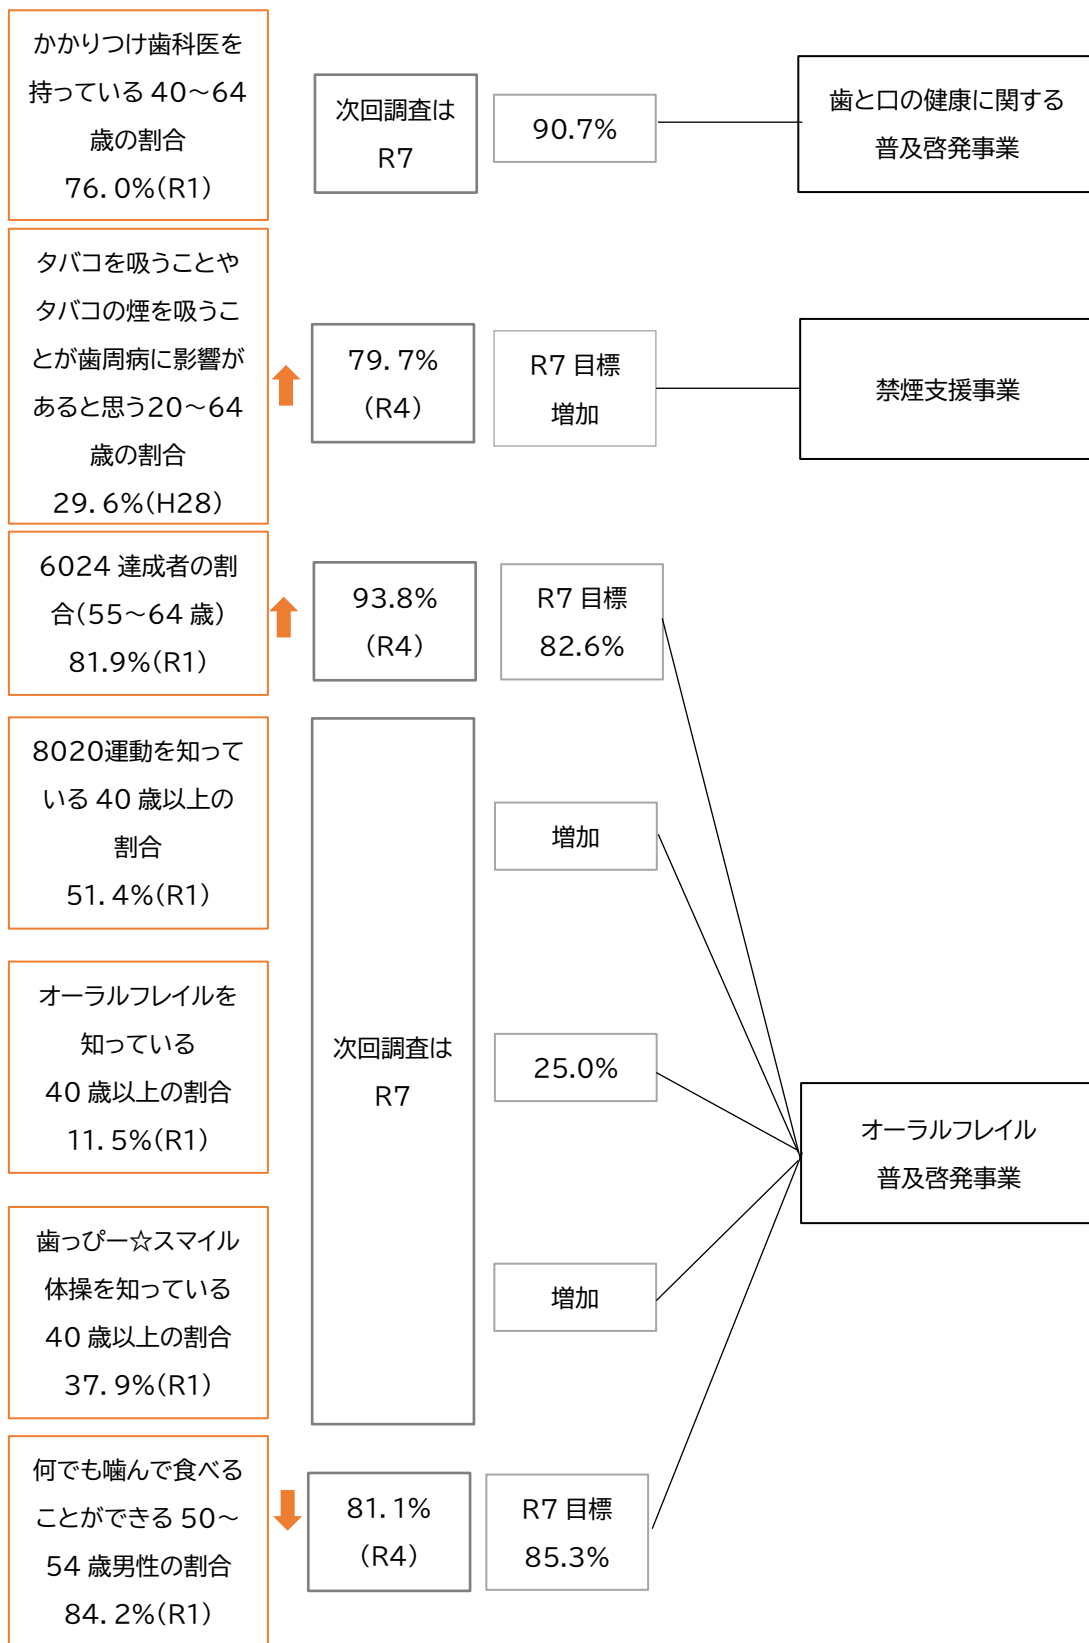 かかりつけ歯科医を
持っている 40～64
歳の割合
76.0%(R1)
次回調査は
R7
90.7%
歯と口の健康に関する
普及啓発事業
タバコを吸うことや
タバコの煙を吸うこ
とが歯周病に影響が
あると思う20～64
歳の割合
29.6%(H28)
79.7%
(R4)
R7 目標
増加
禁煙支援事業
6024 達成者の割
合(55～64 歳)
81.9%(R1)
93.8%
(R4)
R7 目標
82.6%
8020運動を知って
いる 40 歳以上の
割合
51.4%(R1)
増加
オーラルフレイルを
知っている
40 歳以上の割合
11.5%(R1)
次回調査は
R7
25.0%
オーラルフレイル
普及啓発事業
歯っぴー☆スマイル
体操を知っている
40 歳以上の割合
37.9%(R1)
増加
何でも噛んで食べる
ことができる 50～
54 歳男性の割合
84.2%(R1)
81.1%
(R4)
R7 目標
85.3%